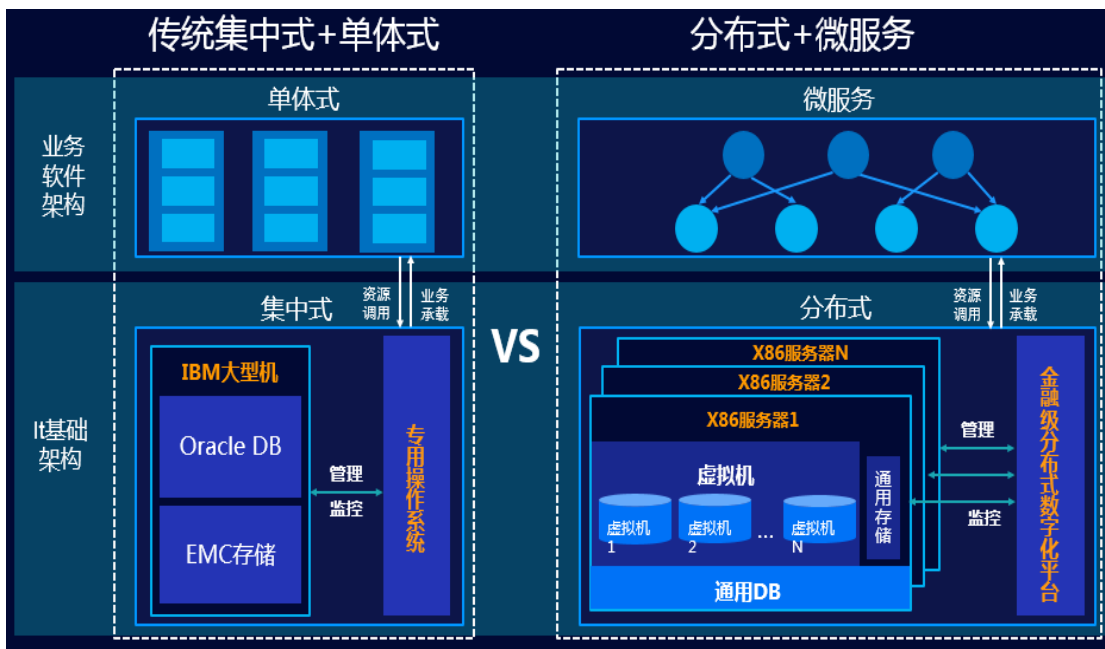 传统集中式+单体式
分布式+微服务
单体式
微服务
业务
软件
架构
资源
调用
业务
承载
资源
调用
业务
承载
集中式
VS
分布式
It基础
架构
IBM大型机
Oracle DB
EMC存储
管理
监控
专用操作系统
X86服务器N
X86服务器2
X86服务器1
虚拟机
虚拟机
1
虚拟机
2
...
虚拟机
N
通用存储
通用DB
管理
监控
金融级分布式数字化平台